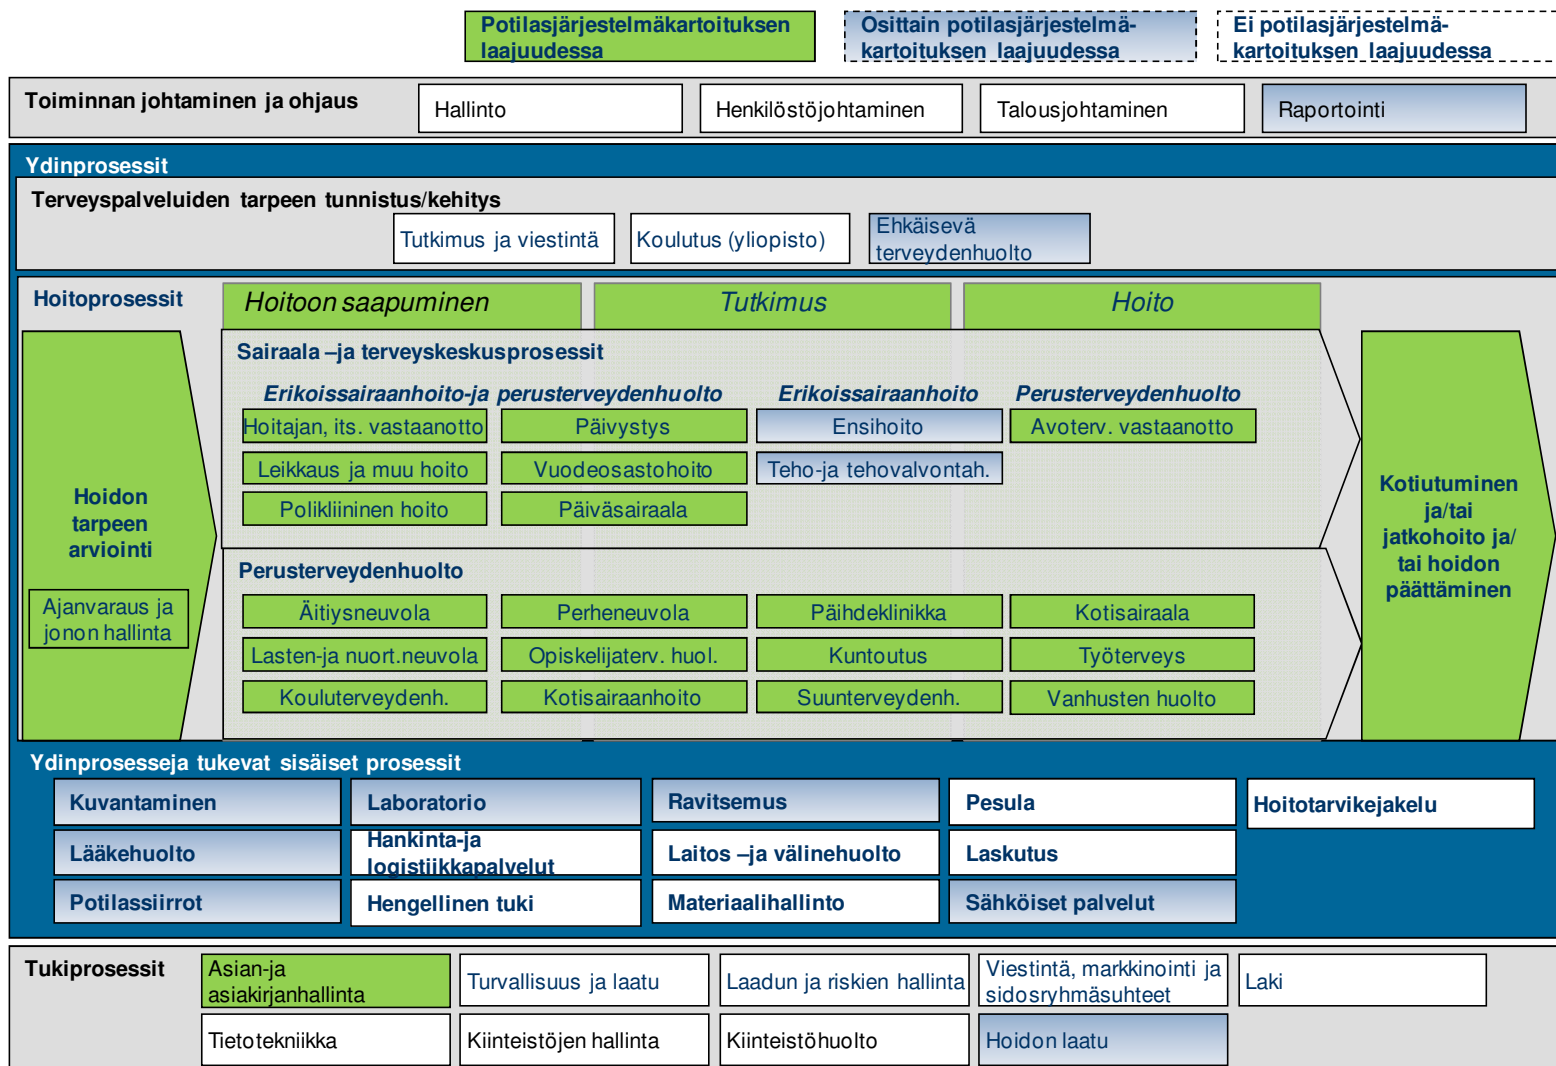 Potilasjärjestelmäkartoituksen
laajuudessa
Osittain potilasjärjestelmä-
kartoituksen laajuudessa
Ei potilasjärjestelmä-
kartoituksen laajuudessa
Toiminnan johtaminen ja ohjaus
Hallinto
Henkilöstöjohtaminen
Talousjohtaminen
Raportointi
Ydinprosessit
Terveyspalveluiden tarpeen tunnistus/kehitys
Tutkimus ja viestintä
Koulutus (yliopisto)
Ehkäisevä
terveydenhuolto
Hoitoprosessit
Hoitoon saapuminen
Tutkimus
Hoito
Hoidon
tarpeen
arviointi
Ajanvaraus ja
jonon hallinta
Sairaala –ja terveyskeskusprosessit
Erikoissairaanhoito-ja perusterveydenhuolto
Erikoissairaanhoito
Perusterveydenhuolto
Hoitajan, its. vastaanotto
Päivystys
Ensihoito
Avoterv. vastaanotto
Leikkaus ja muu hoito
Vuodeosastohoito
Teho-ja tehovalvontah.
Polikliininen hoito
Päiväsairaala
Perusterveydenhuolto
Äitiysneuvola
Perheneuvola
Päihdeklinikka
Kotisairaala
Lasten-ja nuort.neuvola
Opiskelijaterv. huol.
Kuntoutus
Työterveys
Kouluterveydenh.
Kotisairaanhoito
Suunterveydenh.
Vanhusten huolto
Kotiutuminen
ja/tai
jatkohoito ja/
tai hoidon
päättäminen
Ydinprosesseja tukevat sisäiset prosessit
Kuvantaminen
Laboratorio
Ravitsemus
Pesula
Hoitotarvikejakelu
Lääkehuolto
Hankinta-ja
logistiikkapalvelut
Laitos –ja välinehuolto
Laskutus
Potilassiirrot
Hengellinen tuki
Materiaalihallinto
Sähköiset palvelut
Tukiprosessit
Asian-ja
asiakirjanhallinta
Turvallisuus ja laatu
Laadun ja riskien hallinta
Viestintä, markkinointi ja
sidosryhmäsuhteet
Laki
Tietotekniikka
Kiinteistöjen hallinta
Kiinteistöhuolto
Hoidon laatu